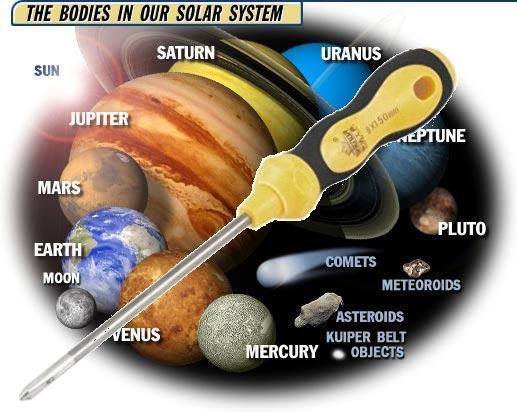 THE BODIES IN OUR SOLAR SYSTEM
SATURN
URANUS
SUN
JUPITER
8X150mm
NEPTUNE
MARS
PLUTO
EARTH
COMETS
MOON
METEOROIDS
ASTEROIDS
VENUS
KUIPER BELT
MERCURY
OBJECTS